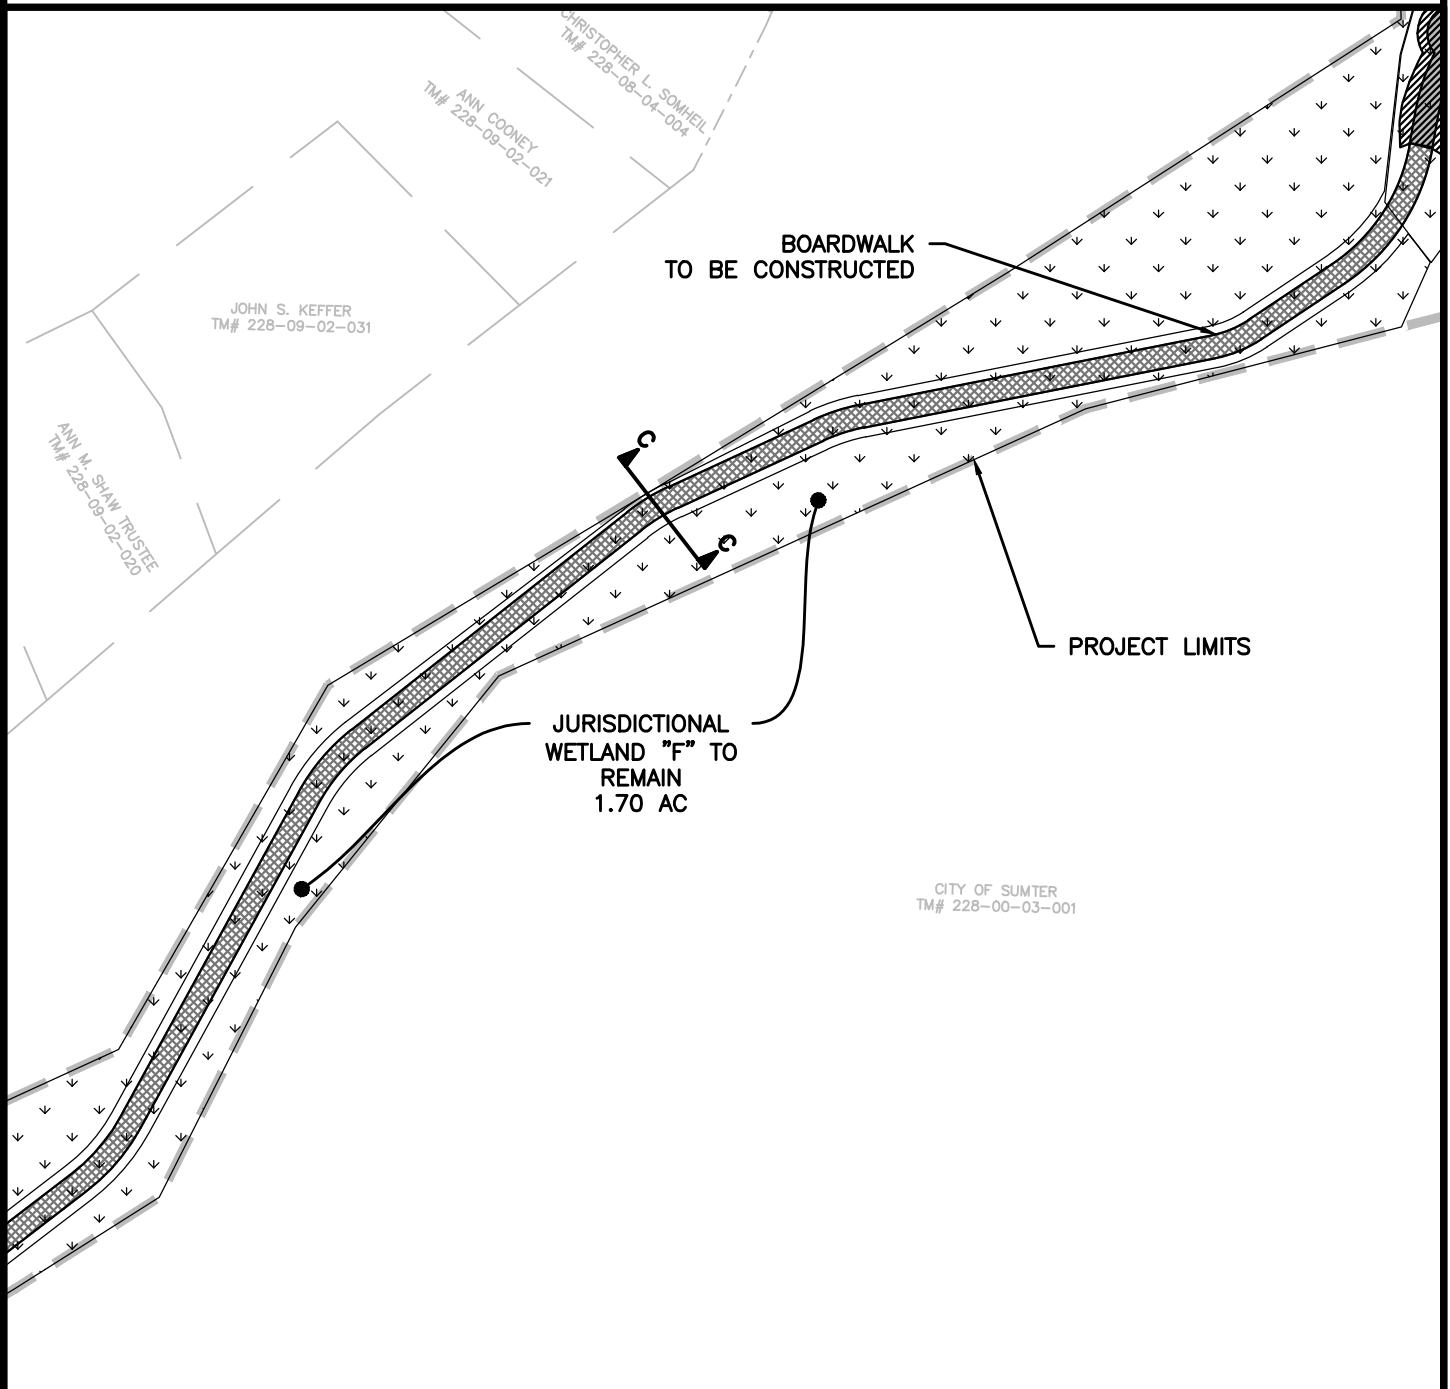 CHRISTOPHER L. SOMHEIL
TM# 228-08-04-004
ANN COONEY
TM# 228-09-02-021
BOARDWALK
TO BE CONSTRUCTED
JOHN S. KEFFER
TM# 228-09-02-031
C
ANN M. SHAW TRUSTEE
TM# 228-09-02-020
C
PROJECT LIMITS
JURISDICTIONAL
WETLAND "F" TO
REMAIN
1.70 AC
CITY OF SUMTER
TM# 228-00-03-001